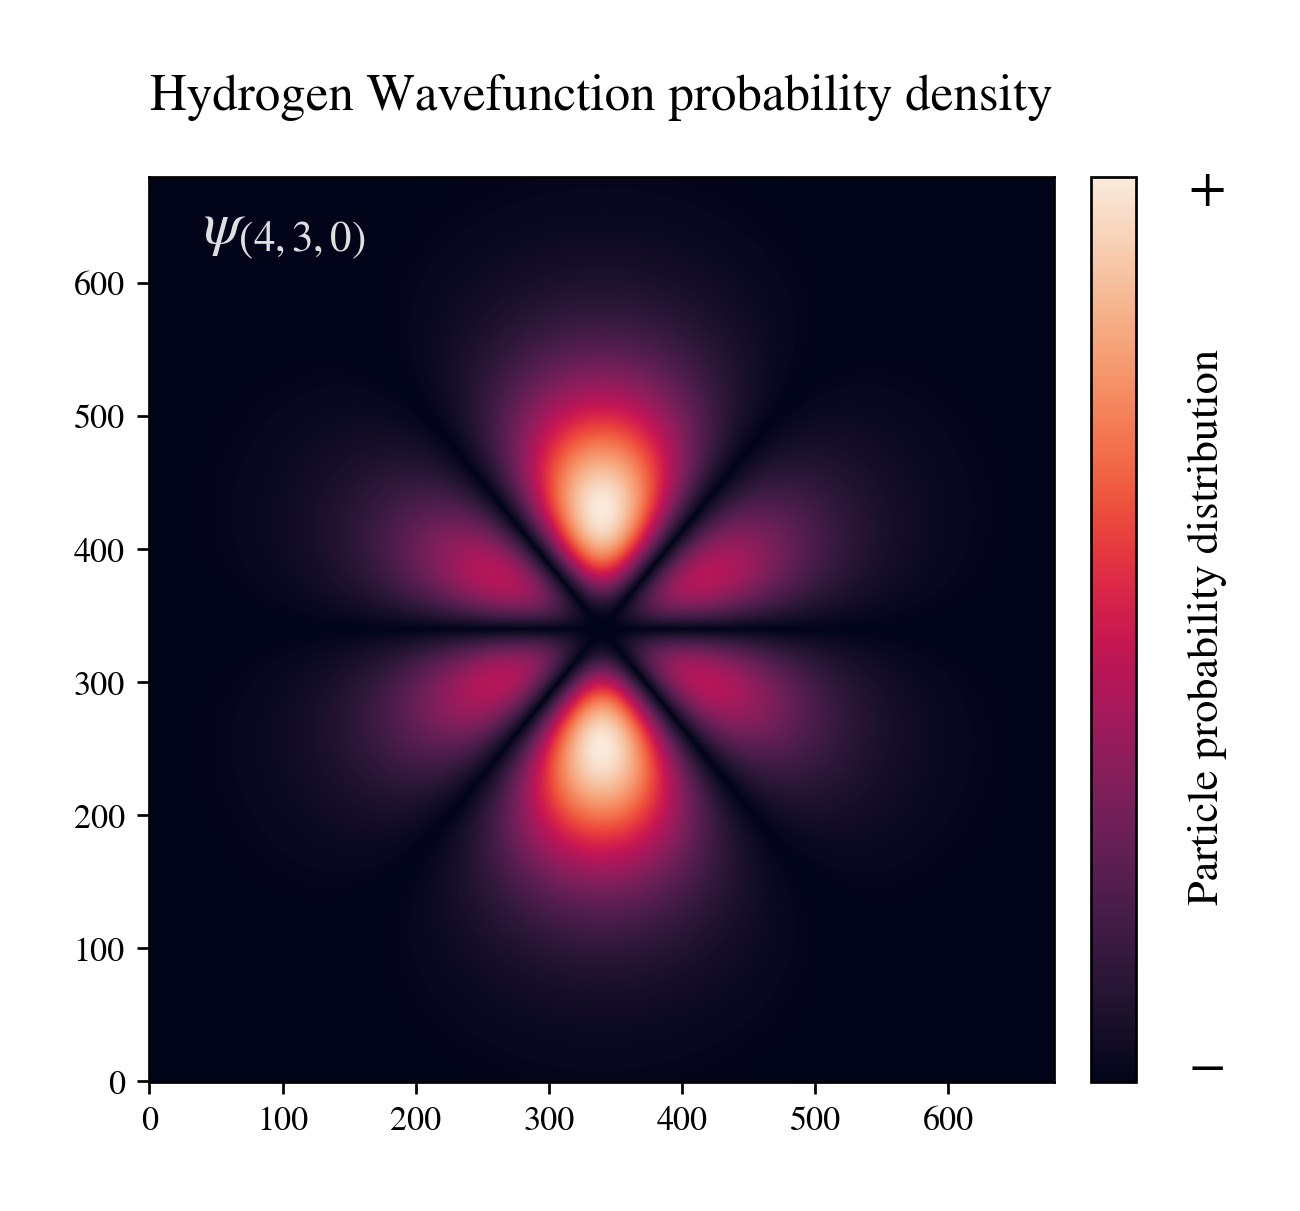 Hydrogen Wavefunction probability density
ψ(4, 3, 0)
600
500
400
300
200
100
0
0 100 200 300 400 500 600
+
Particle probability distribution
−